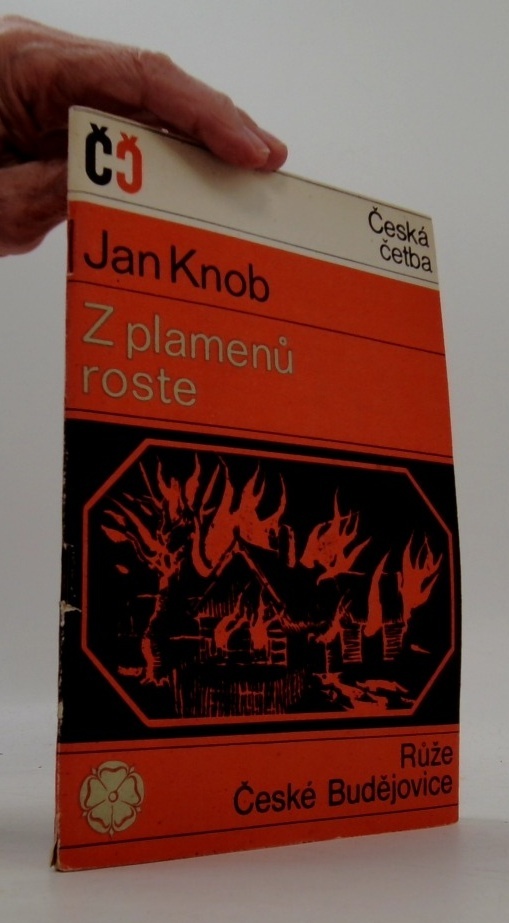 ČČ
Česká
četba
Jan Knob
Z plamenů
roste
Růže
České Budějovice